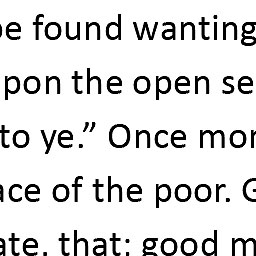 be found wanting
pon the open se
to ye.” Once mor
ace of the poor. G
ate, that; good m